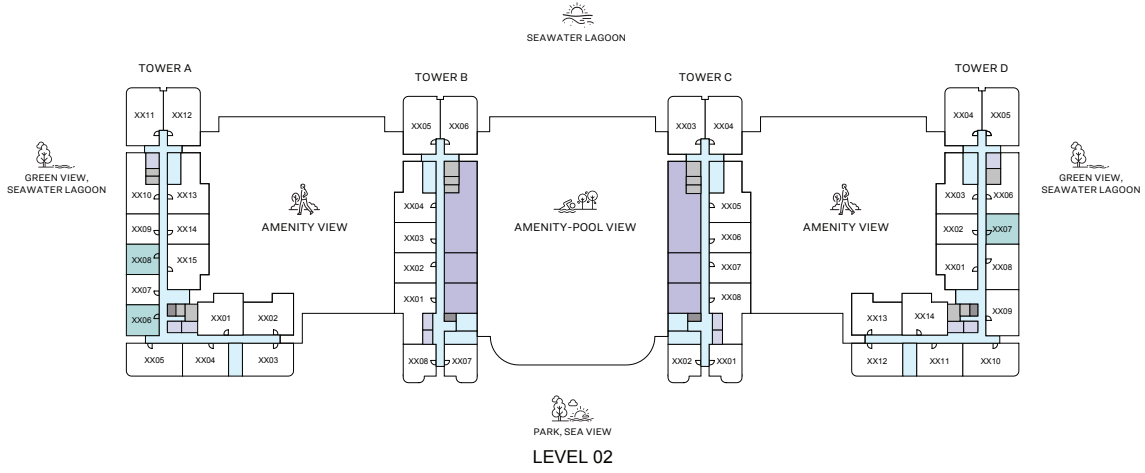 SEAWATER LAGOON
TOWER A
TOWER B
TOWER C
TOWER D
XX11
XX12
XX05
XX06
XX03
XX04
XX04
XX05
GREEN VIEW,
SEAWATER LAGOON
GREEN VIEW,
SEAWATER LAGOON
XX10
XX13
XX04
XX05
XX03
XX06
XX09
XX14
XX03
XX06
XX02
XX07
AMENITY VIEW
AMENITY-POOL VIEW
AMENITY VIEW
XX08
XX15
XX02
XX07
XX01
XX08
XX07
XX01
XX08
XX06
XX01
XX02
XX13
XX14
XX09
XX05
XX04
XX03
XX08
XX07
XX02
XX01
XX12
XX11
XX10
PARK, SEA VIEW
LEVEL 02